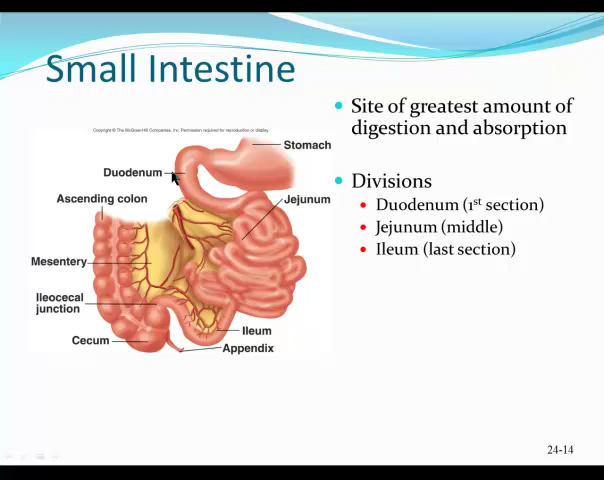 Small Intestine
• Site of greatest amount of
digestion and absorption
Copyright © The McGraw-Hill Companies, Inc. Permission required for reproduction or display.
Stomach
Duodenum
Ascending colon
Jejunum
Mesentery
Ileocecal
junction
Cecum
Ileum
Appendix
• Divisions
• Duodenum (1st section)
• Jejunum (middle)
• Ileum (last section)
24-14